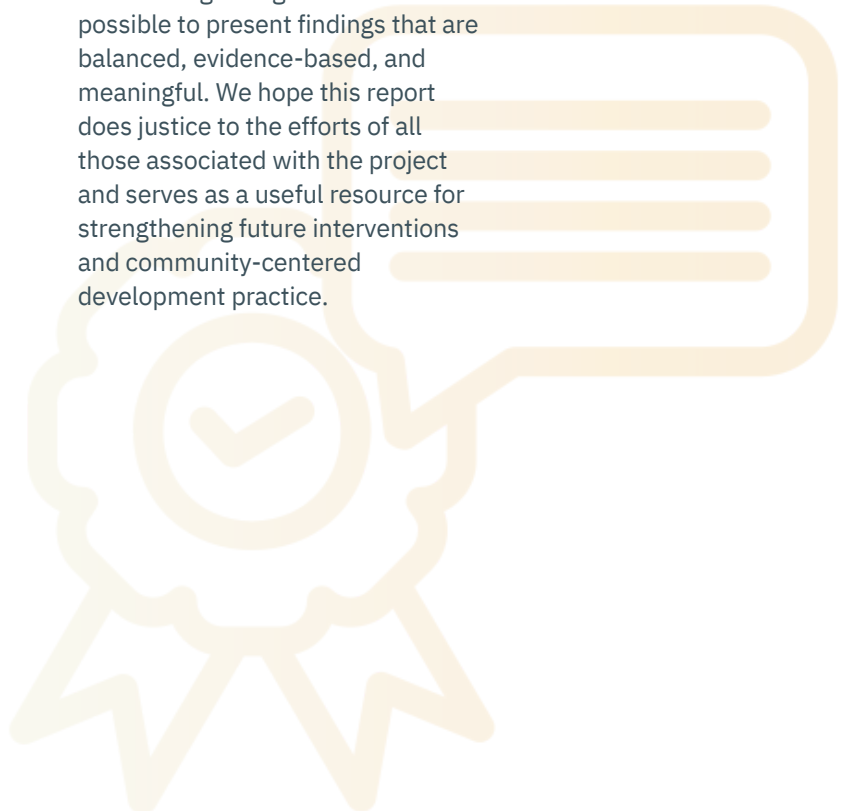 possible to present findings that are
balanced, evidence-based, and
meaningful. We hope this report
does justice to the efforts of all
those associated with the project
and serves as a useful resource for
strengthening future interventions
and community-centered
development practice.